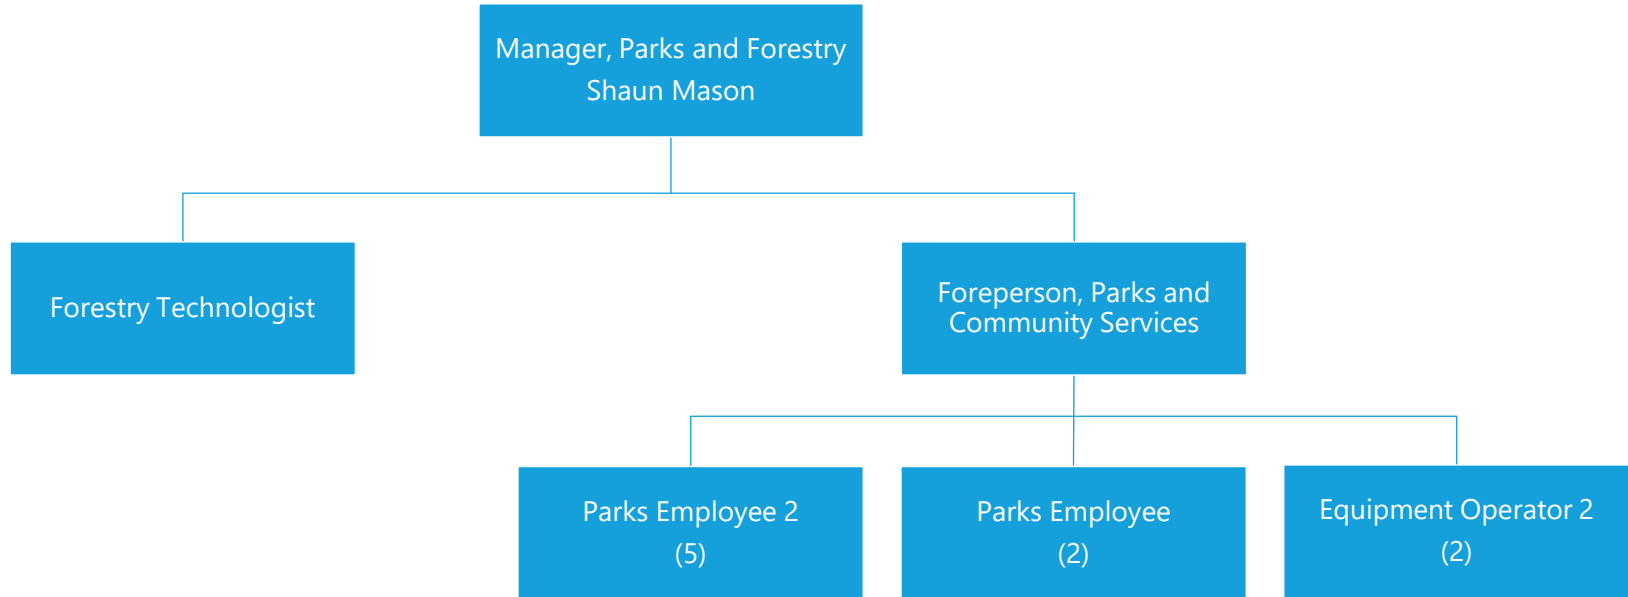 Manager, Parks and Forestry
Shaun Mason
Forestry Technologist
Foreperson, Parks and
Community Services
Parks Employee 2
(5)
Parks Employee
(2)
Equipment Operator 2
(2)